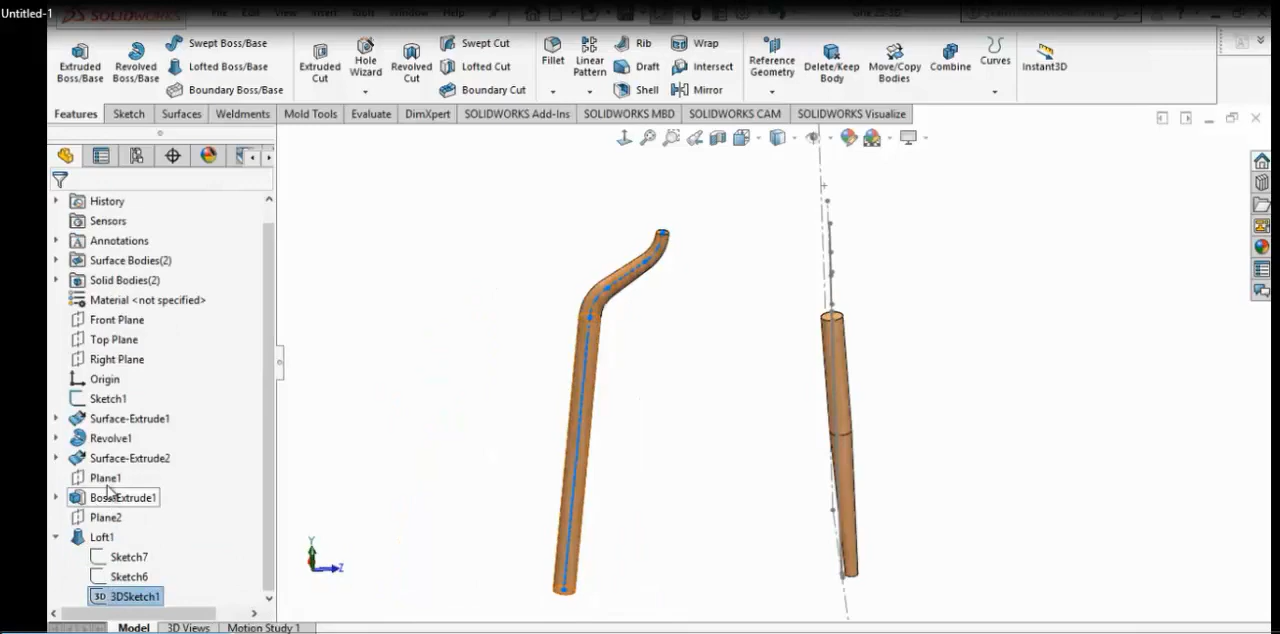 Untitled-1
SOLIDWORKS
Extruded Boss/Base
Revolved Boss/Base
Swept Boss/Base
Lofted Boss/Base
Boundary Boss/Base
Extruded Cut
Hole Wizard
Revolved Cut
Swept Cut
Lofted Cut
Boundary Cut
Fillet
Linear Pattern
Rib
Draft
Shell
Wrap
Intersect
Mirror
Reference Geometry
Delete/Keep Body
Move/Copy Bodies
Combine
Curves
Instant3D
Features
Sketch
Surfaces
Weldments
Mold Tools
Evaluate
DimXpert
SOLIDWORKS Add-Ins
SOLIDWORKS MBD
SOLIDWORKS CAM
SOLIDWORKS Visualize
History
Sensors
Annotations
Surface Bodies(2)
Solid Bodies(2)
Material <not specified>
Front Plane
Top Plane
Right Plane
Origin
Sketch1
Surface-Extrude1
Revolve1
Surface-Extrude2
Plane1
Boss-Extrude1
Plane2
Loft1
Sketch7
Sketch6
3D 3DSketch1
Y
Z
Model
3D Views
Motion Study 1